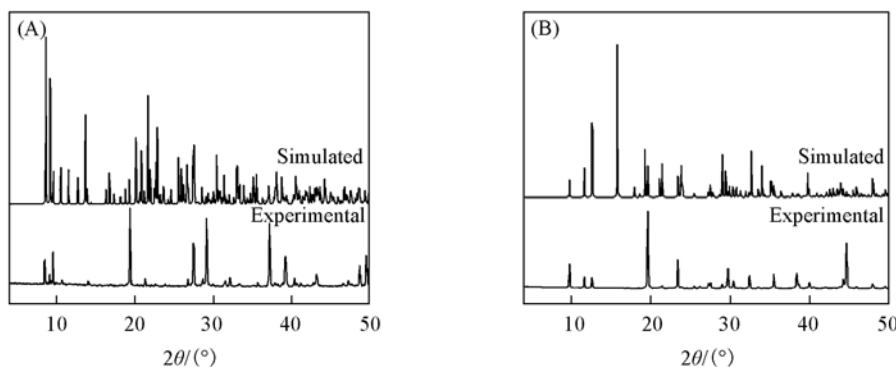 (A)
Simulated
Experimental
10 20 30 40 50
2θ/(°)
(B)
Simulated
Experimental
10 20 30 40 50
2θ/(°)